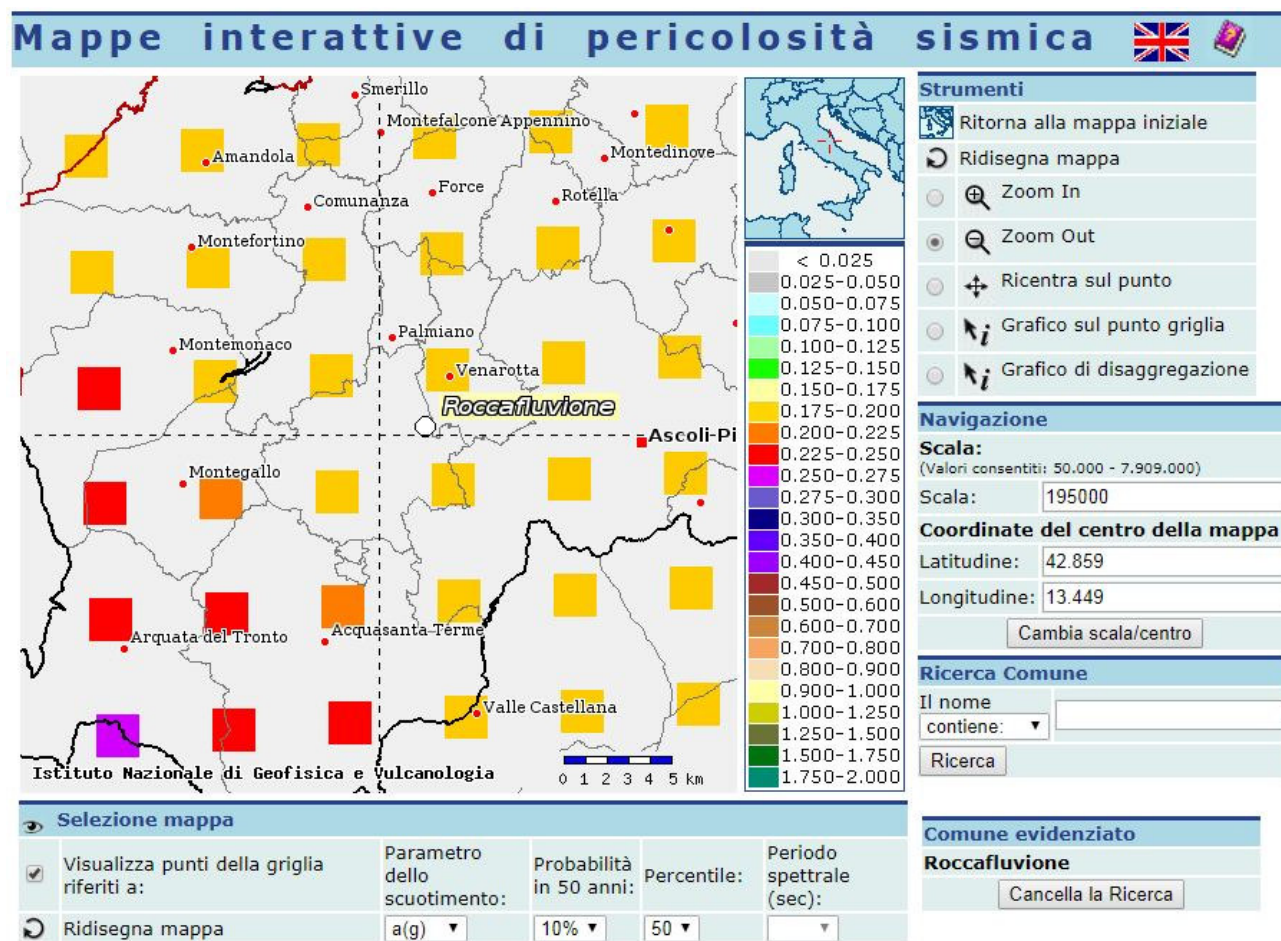 Mappe interattive di pericolosità sismica
Smerillo
Montefalcone Appennino
Amandola
Montedinove
Comunanza
Force
Rotella
Montefortino
Palmiano
Montemonaco
Venarotta
Roccafluvione
Ascoli-Pi
Montegallo
Arquata del Tronto
Acquasanta Terme
Valle Castellana
Istituto Nazionale di Geofisica e Vulcanologia
0 1 2 3 4 5 km
< 0.025
0.025-0.050
0.050-0.075
0.075-0.100
0.100-0.125
0.125-0.150
0.150-0.175
0.175-0.200
0.200-0.225
0.225-0.250
0.250-0.275
0.275-0.300
0.300-0.350
0.350-0.400
0.400-0.450
0.450-0.500
0.500-0.600
0.600-0.700
0.700-0.800
0.800-0.900
0.900-1.000
1.000-1.250
1.250-1.500
1.500-1.750
1.750-2.000
Strumenti
Ritorna alla mappa iniziale
Ridisegna mappa
Zoom In
Zoom Out
Ricentra sul punto
i Grafico sul punto griglia
i Grafico di disaggregazione
Navigazione
Scala:
(Valori consentiti: 50.000 - 7.909.000)
Scala: 195000
Coordinate del centro della mappa
Latitudine: 42.859
Longitudine: 13.449
Cambia scala/centro
Ricerca Comune
Il nome
contiene:
Ricerca
Selezione mappa
Visualizza punti della griglia
riferiti a:
Parametro
dello
scuotimento:
Probabilità
in 50 anni:
Percentile:
Periodo
spettrale
(sec):
Ridisegna mappa
a(g)
10%
50
Comune evidenziato
Roccafluvione
Cancella la Ricerca